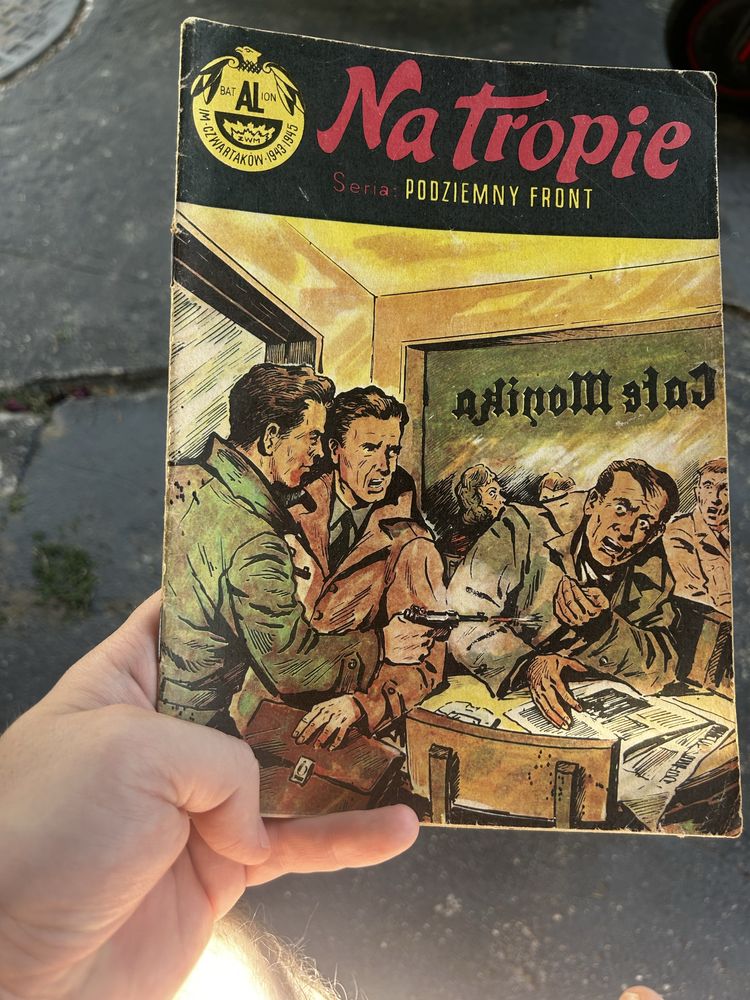 BAT AL ION
ZWM
IM·CZWARTAKÓW·1943 1945
Na Tropie
Seria: PODZIEMNY FRONT
Cafe Monika